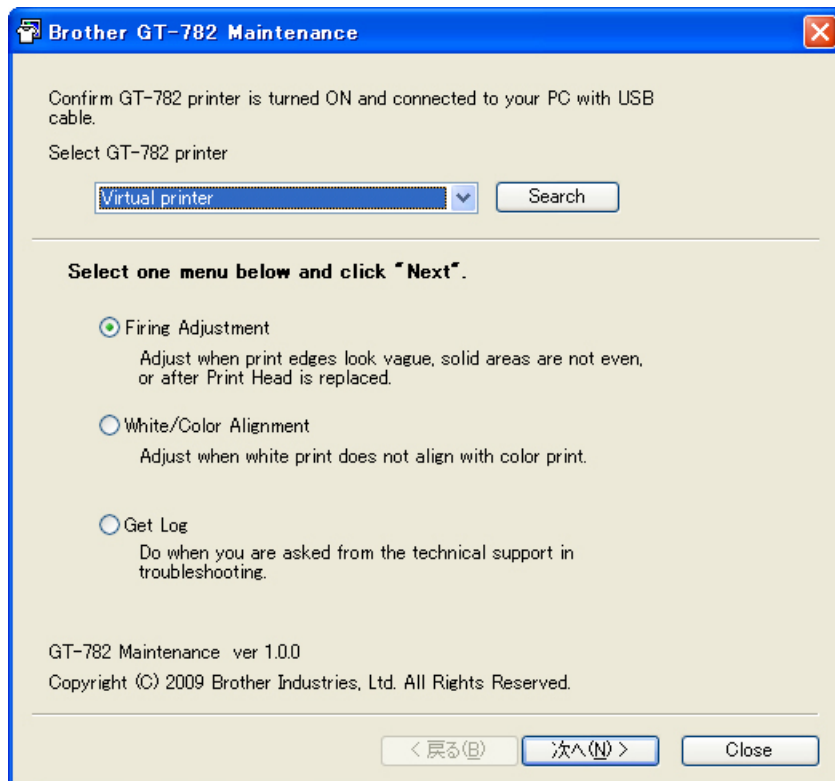 Brother GT-782 Maintenance
Confirm GT-782 printer is turned ON and connected to your PC with USB
cable.
Select GT-782 printer
Virtual printer
Search
Select one menu below and click "Next".
Firing Adjustment
Adjust when print edges look vague, solid areas are not even,
or after Print Head is replaced.
White/Color Alignment
Adjust when white print does not align with color print.
Get Log
Do when you are asked from the technical support in
troubleshooting.
GT-782 Maintenance ver 1.0.0
Copyright (C) 2009 Brother Industries, Ltd. All Rights Reserved.
< 戻る(B) 次へ(N) > Close